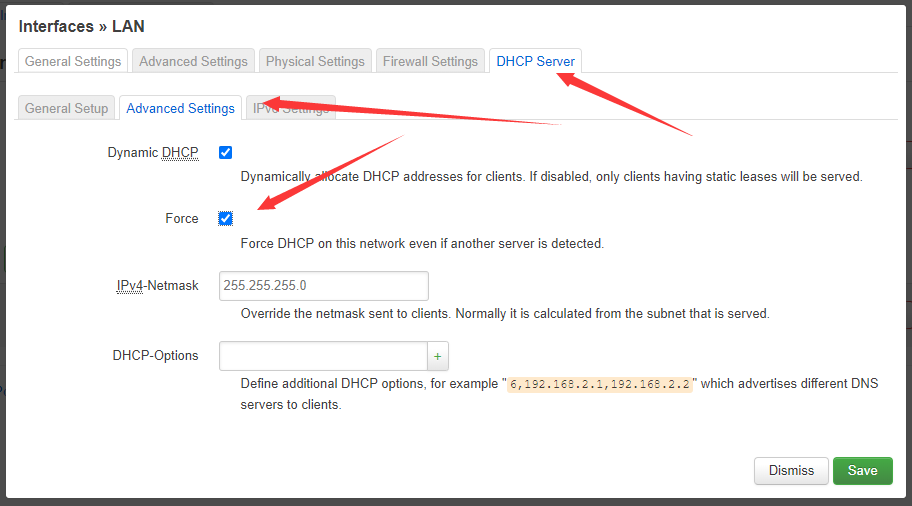 Interfaces » LAN
General Settings Advanced Settings Physical Settings Firewall Settings DHCP Server
General Setup Advanced Settings IPv6 Settings
Dynamic DHCP
Dynamically allocate DHCP addresses for clients. If disabled, only clients having static leases will be served.
Force
Force DHCP on this network even if another server is detected.
IPv4-Netmask 255.255.255.0
Override the netmask sent to clients. Normally it is calculated from the subnet that is served.
DHCP-Options +
Define additional DHCP options, for example "6,192.168.2.1,192.168.2.2" which advertises different DNS
servers to clients.
Dismiss Save